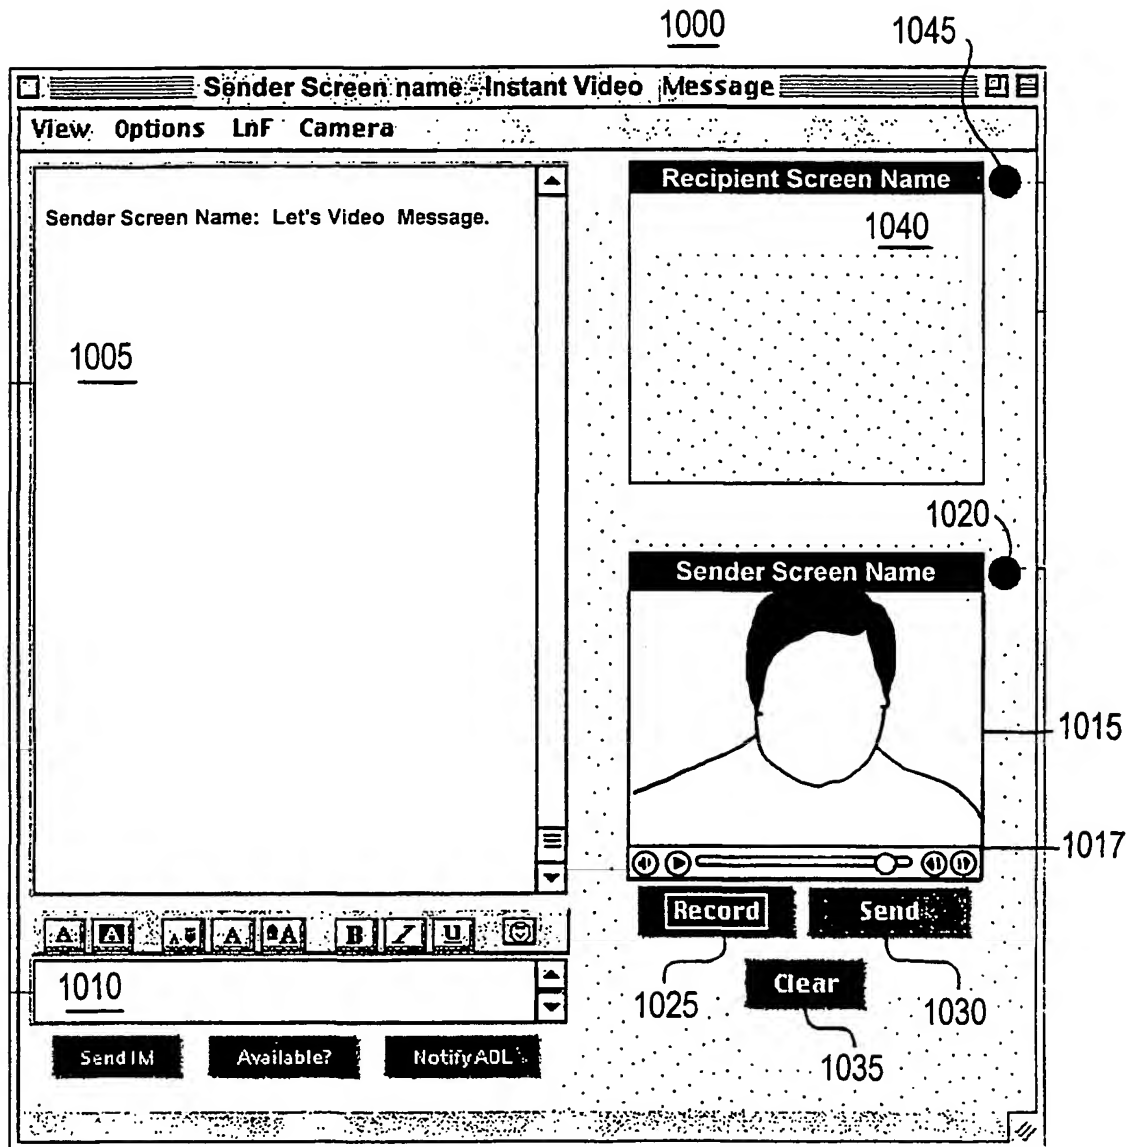 1000
1045
Sender Screen name - Instant Video Message
View Options LnF Camera
Recipient Screen Name
Sender Screen Name: Let's Video Message.
1040
1005
1020
Sender Screen Name
1015
1017
Record Send
A A A A A B I U
1010
Clear
1025
1030
Send IM Available? Notify AOL
1035